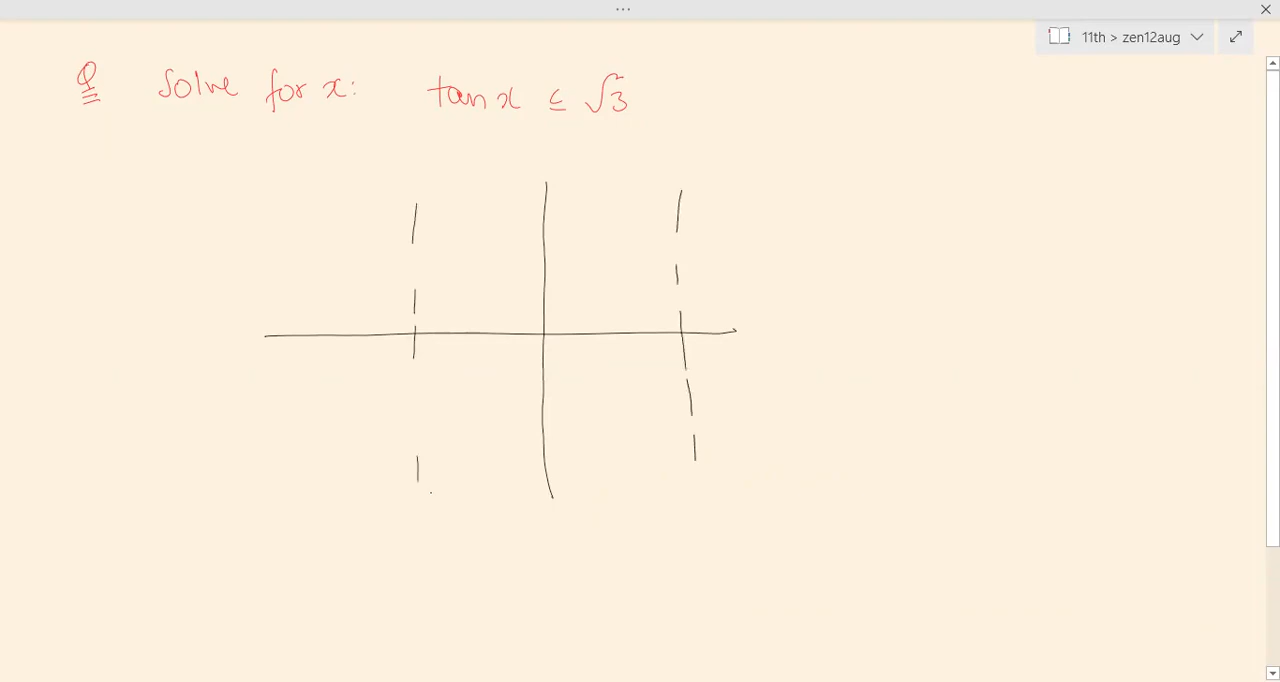 11th > zen12aug
Q Solve for x: tan x ≤ √3